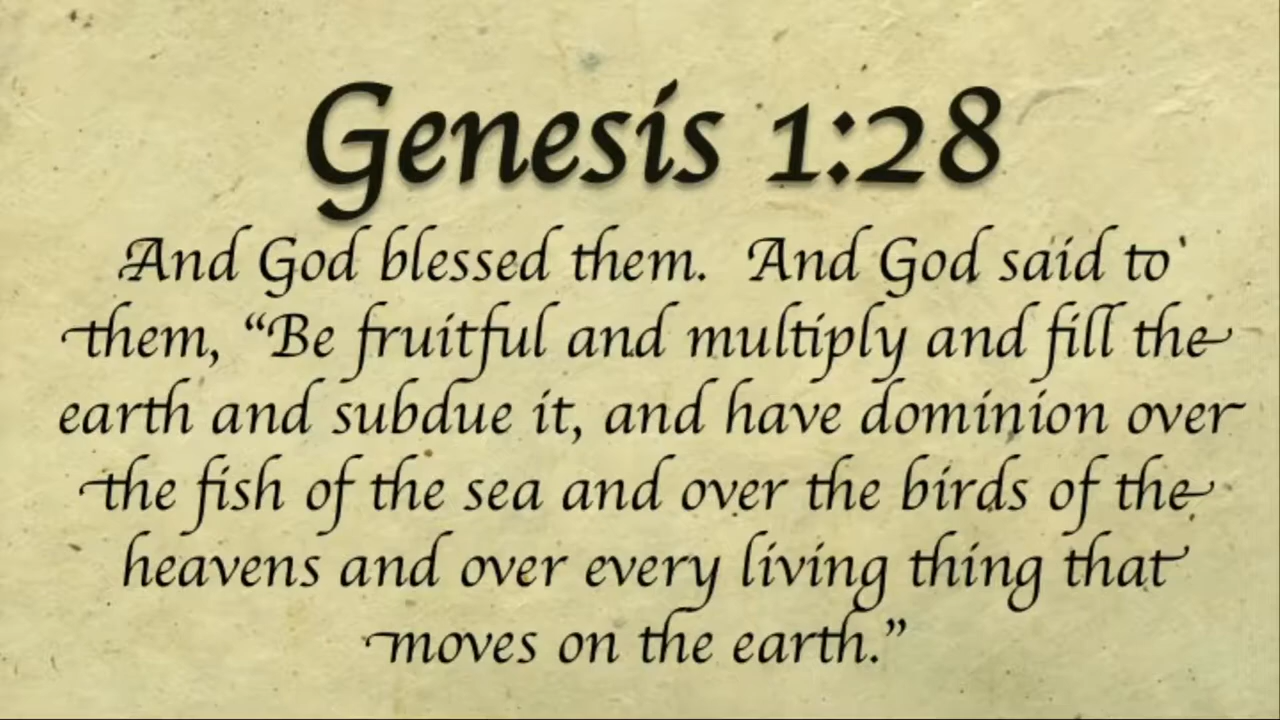 Genesis 1:28
And God blessed them.  And God said to
them, “Be fruitful and multiply and fill the
earth and subdue it, and have dominion over
the fish of the sea and over the birds of the
heavens and over every living thing that
moves on the earth.”